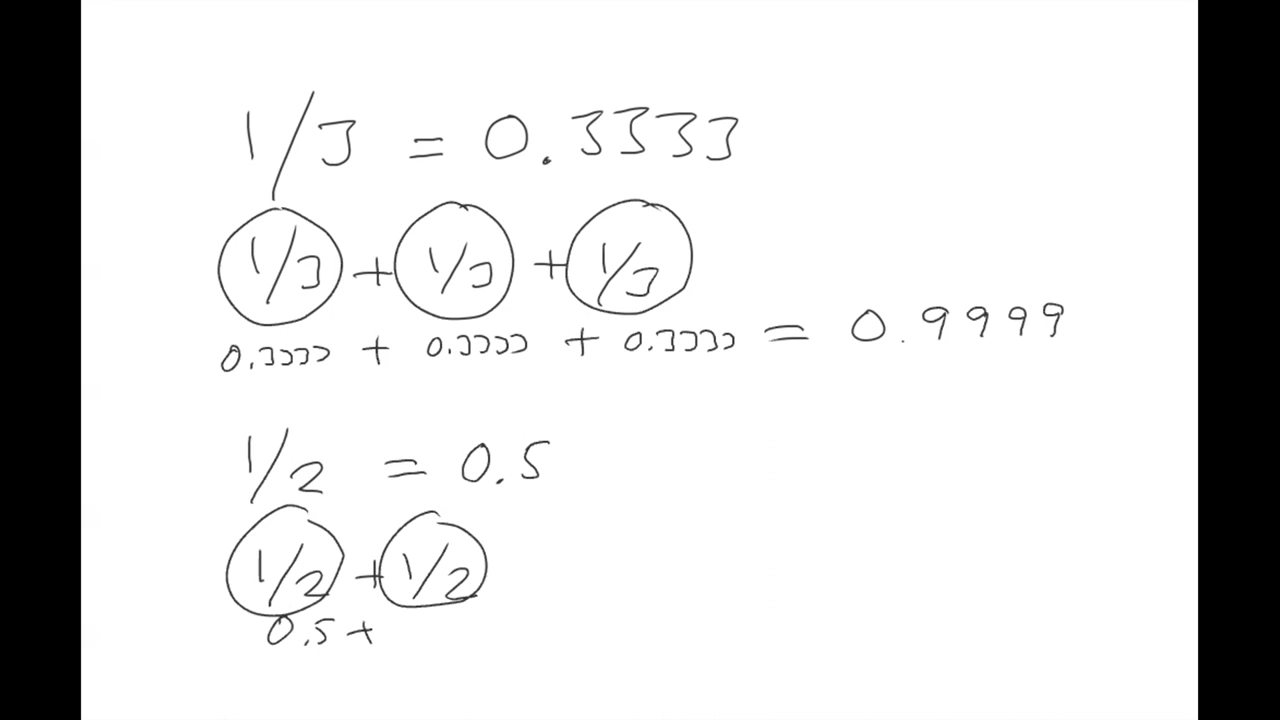 1/3 = 0.3333
1/3 + 1/3 + 1/3
0.3333 + 0.3333 + 0.3333 = 0.9999
1/2 = 0.5
1/2 + 1/2
0.5 +